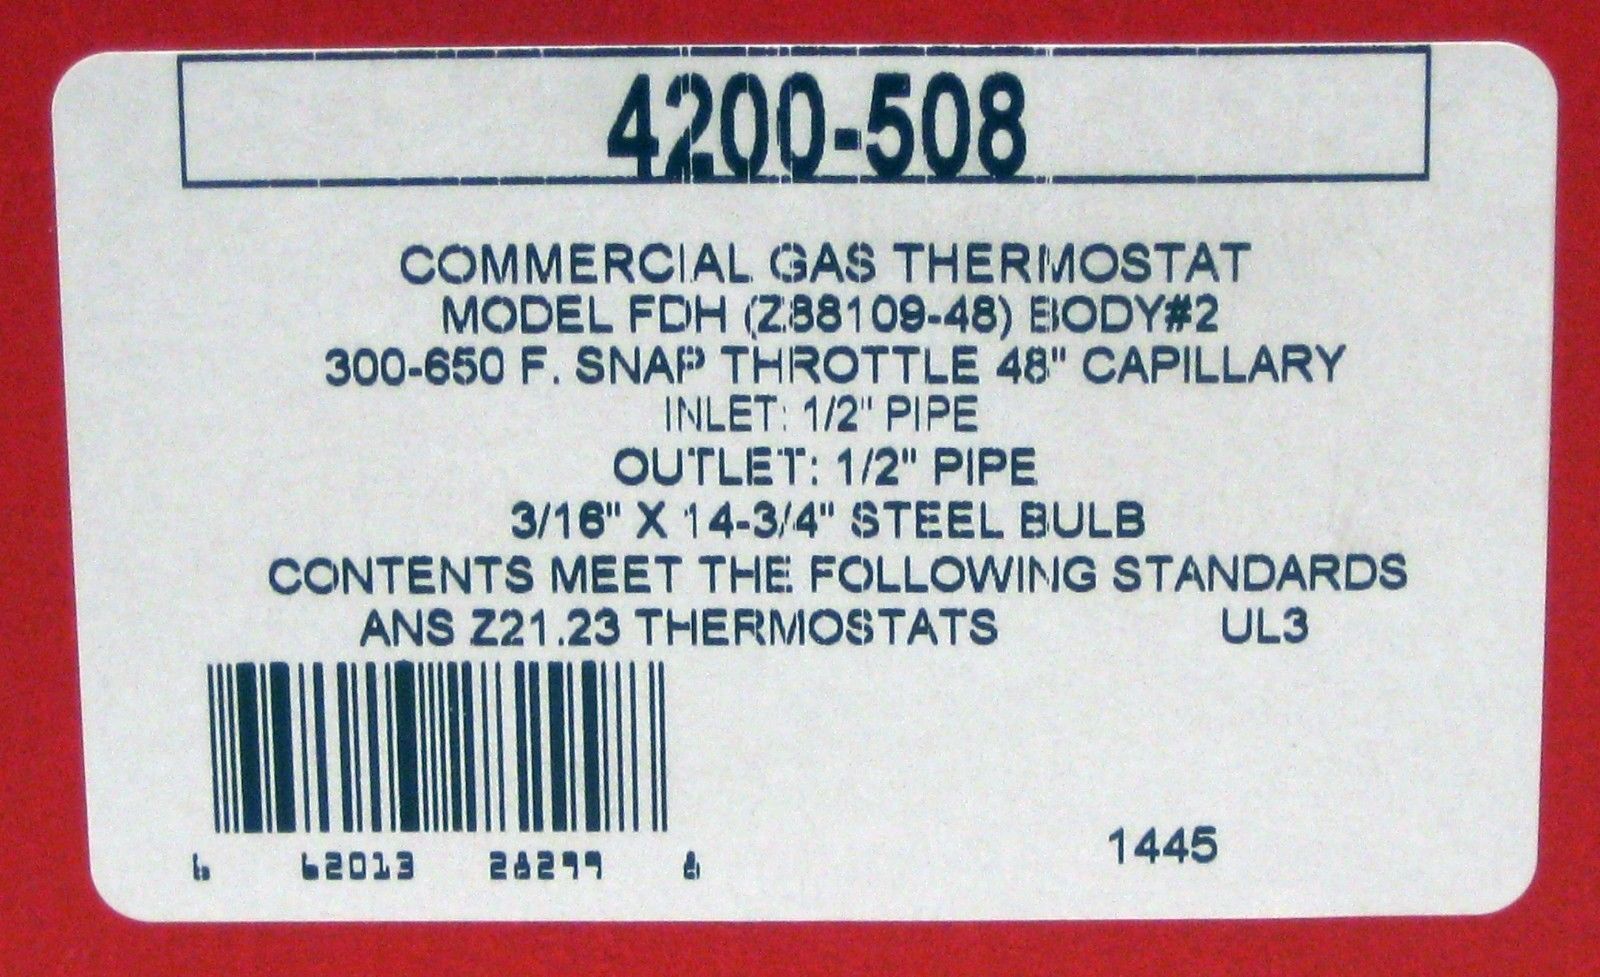 4200-508
COMMERCIAL GAS THERMOSTAT
MODEL FDH (Z88109-48) BODY#2
300-650 F. SNAP THROTTLE 48" CAPILLARY
INLET: 1/2" PIPE
OUTLET: 1/2" PIPE
3/16" X 14-3/4" STEEL BULB
CONTENTS MEET THE FOLLOWING STANDARDS
ANS Z21.23 THERMOSTATS UL3
6 62013 28299 8
1445